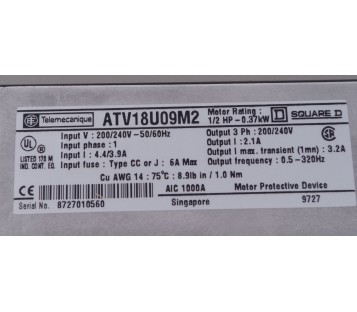 Telemecanique ATV18U09M2 Motor Rating : 1/2 HP - 0.37kW D SQUARE D
UL LISTED 170 M IND. CONT. EQ.
Input V : 200/240V - 50/60Hz Output 3 Ph : 200/240V
Input phase : 1 Output I : 2.1A
Input I : 4.4/3.9A Output I max. transient (1mn) : 3.2A
Input fuse : Type CC or J : 6A Max Output frequency : 0.5 - 320Hz
Cu AWG 14 : 75°C : 8.9lb in / 1.0 Nm
CE AIC 1000A Motor Protective Device
Serial No. 8727010560 Singapore 9727